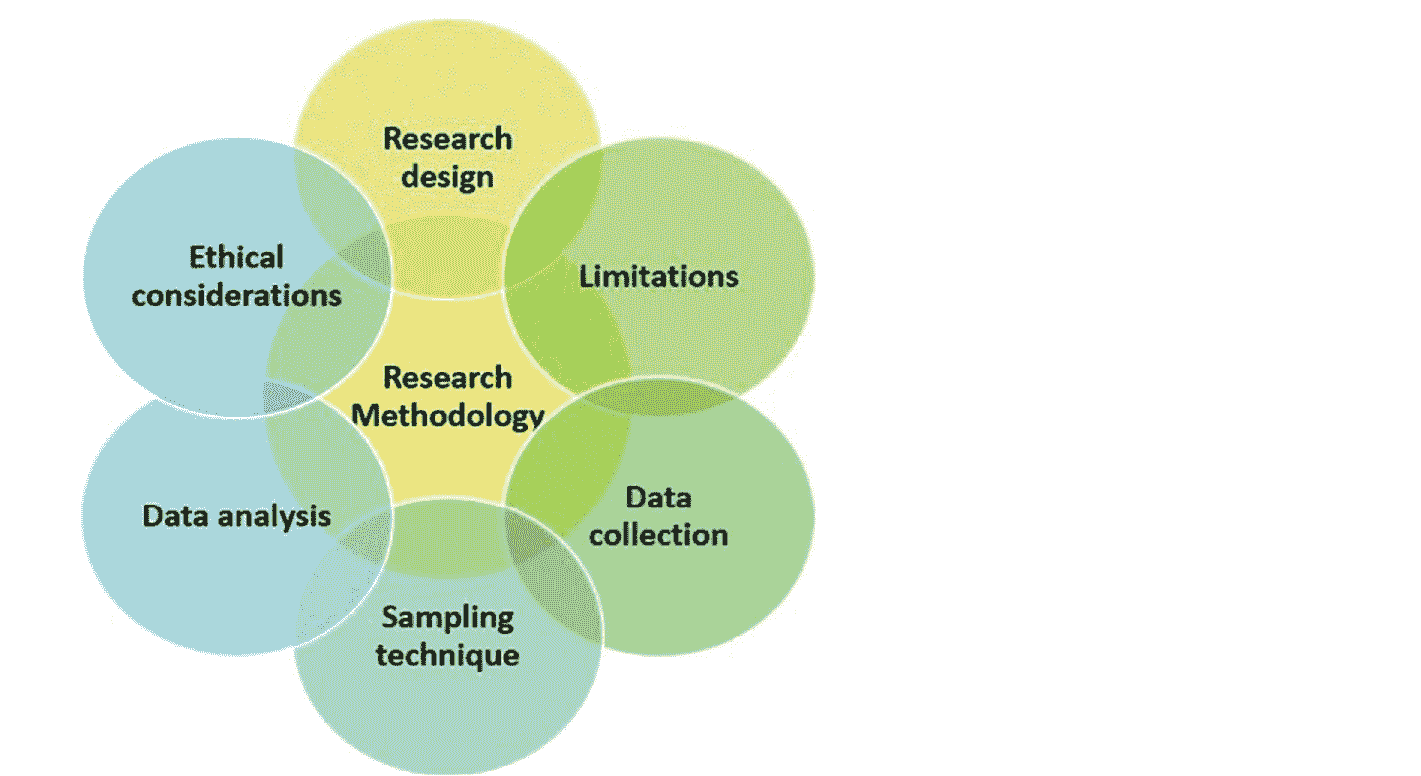 Research
design
Ethical
considerations
Limitations
Research
Methodology
Data analysis
Data
collection
Sampling
technique